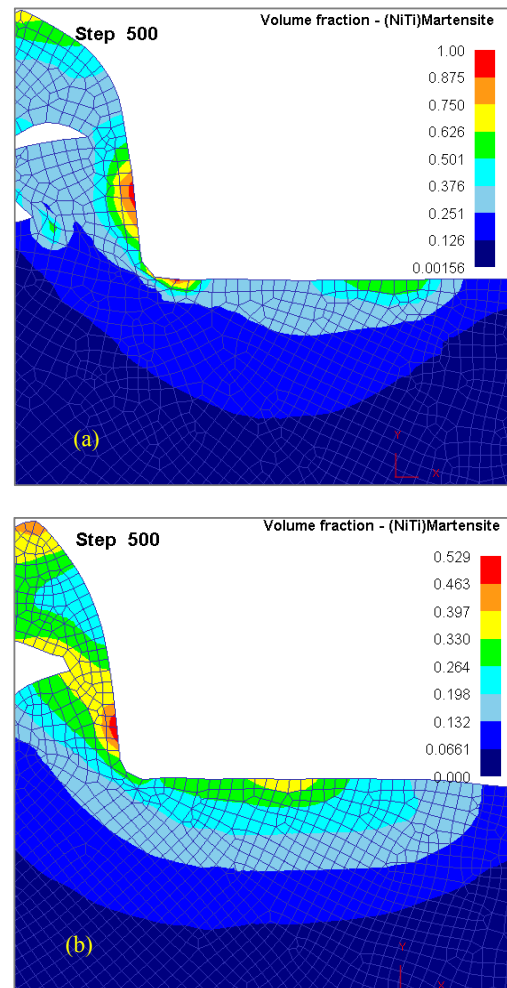 Volume fraction - (NiTi)Martensite
Step 500
1.00
0.875
0.750
0.626
0.501
0.376
0.251
0.126
0.00156
(a)
Y
X
Volume fraction - (NiTi)Martensite
Step 500
0.529
0.463
0.397
0.330
0.264
0.198
0.132
0.0661
0.000
(b)
Y
X